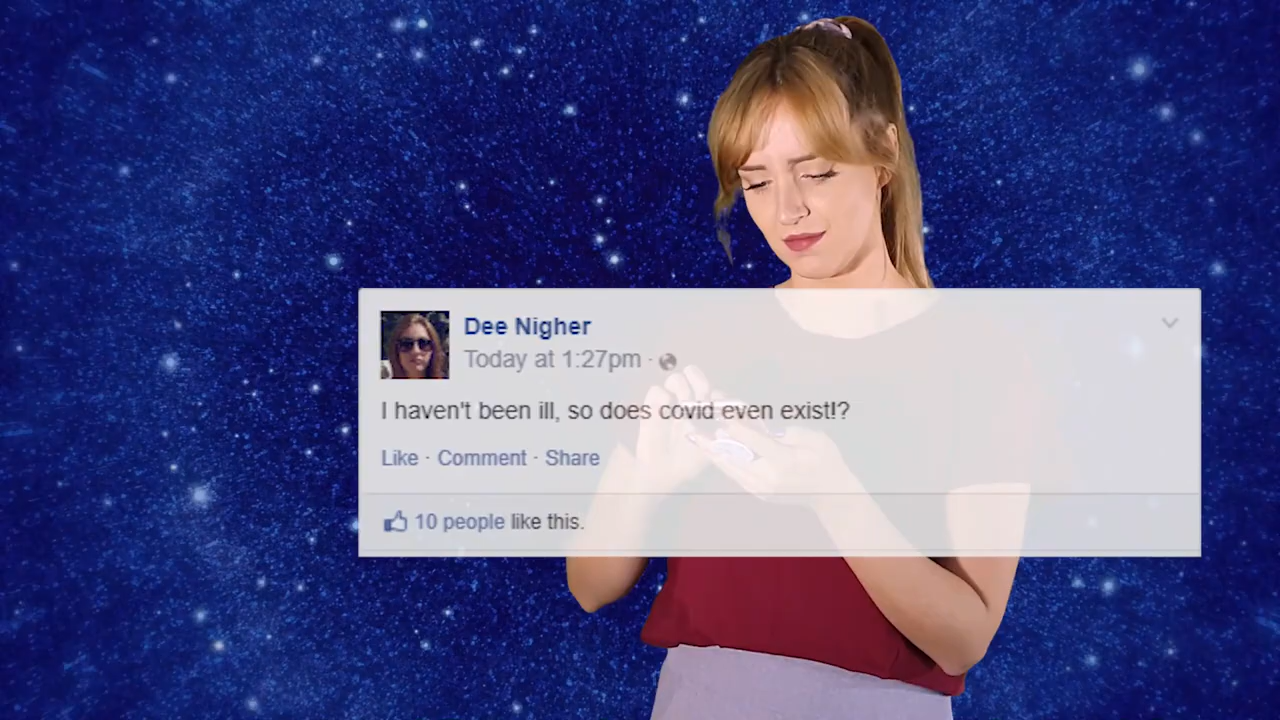 Dee Nigher
Today at 1:27pm ·
I haven't been ill, so does covid even exist!?
Like · Comment · Share
10 people like this.